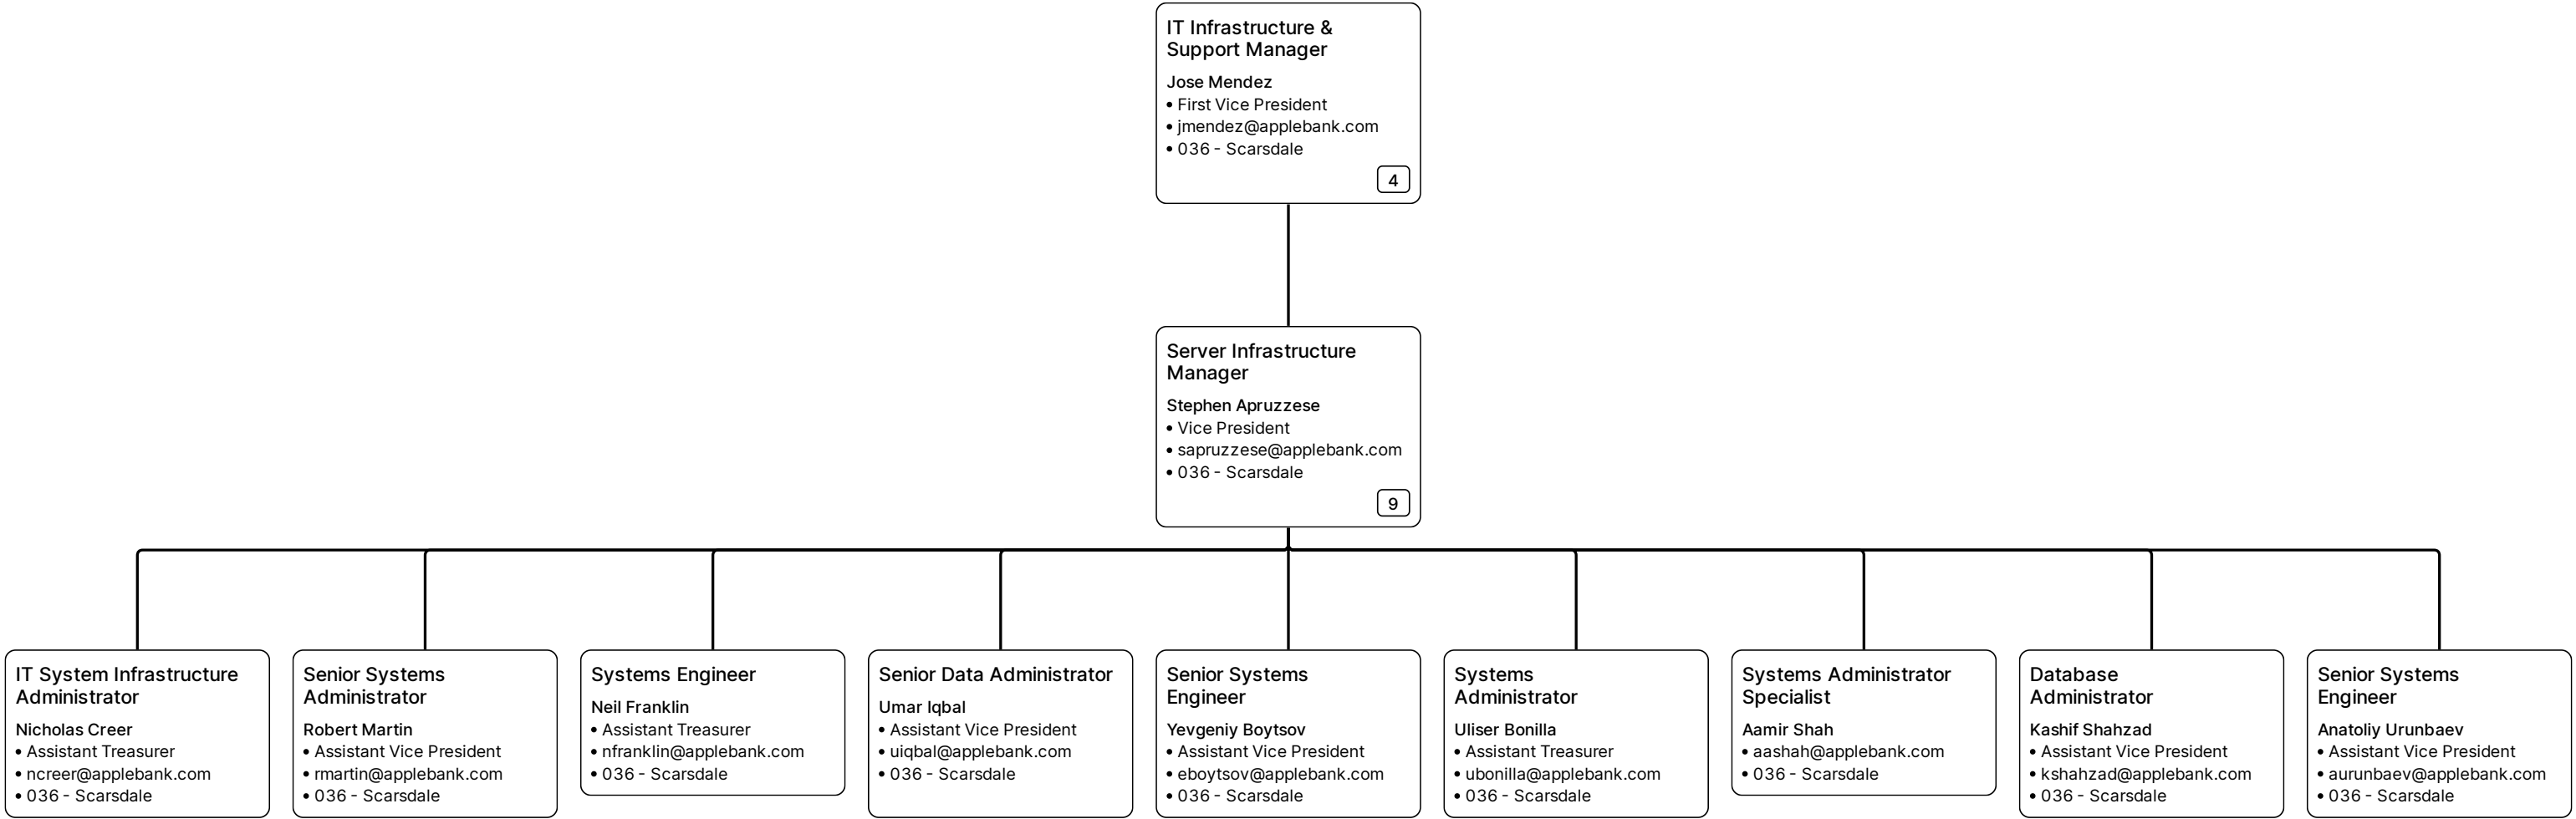 IT Infrastructure &
Support Manager
Jose Mendez
• First Vice President
• jmendez@applebank.com
• 036 - Scarsdale
4
Server Infrastructure
Manager
Stephen Apruzzese
• Vice President
• sapruzzese@applebank.com
• 036 - Scarsdale
9
IT System Infrastructure
Administrator
Nicholas Creer
• Assistant Treasurer
• ncreer@applebank.com
• 036 - Scarsdale
Senior Systems
Administrator
Robert Martin
• Assistant Vice President
• rmartin@applebank.com
• 036 - Scarsdale
Systems Engineer
Neil Franklin
• Assistant Treasurer
• nfranklin@applebank.com
• 036 - Scarsdale
Senior Data Administrator
Umar Iqbal
• Assistant Vice President
• uiqbal@applebank.com
• 036 - Scarsdale
Senior Systems
Engineer
Yevgeniy Boytsov
• Assistant Vice President
• eboytsov@applebank.com
• 036 - Scarsdale
Systems
Administrator
Uliser Bonilla
• Assistant Treasurer
• ubonilla@applebank.com
• 036 - Scarsdale
Systems Administrator
Specialist
Aamir Shah
• aashah@applebank.com
• 036 - Scarsdale
Database
Administrator
Kashif Shahzad
• Assistant Vice President
• kshahzad@applebank.com
• 036 - Scarsdale
Senior Systems
Engineer
Anatoliy Urunbaev
• Assistant Vice President
• aurunbaev@applebank.com
• 036 - Scarsdale